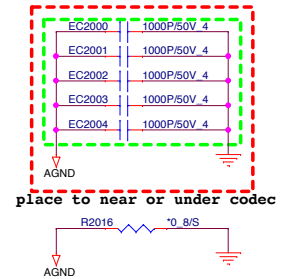 EC2000 1000P/50V_4
EC2001 1000P/50V_4
EC2002 1000P/50V_4
EC2003 1000P/50V_4
EC2004 1000P/50V_4
AGND
place to near or under codec
R2016 *0_8/S
AGND